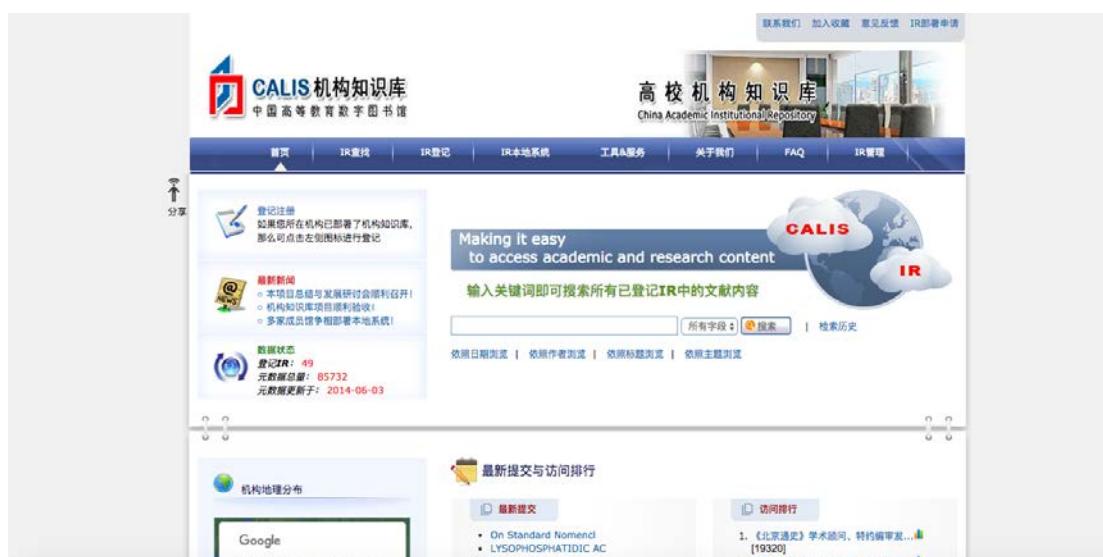 联系我们 加入收藏 意见反馈 IR部署申请
CALIS机构知识库
中国高等教育数字图书馆
高校机构知识库
China Academic Institutional Repository
首页 IR查找 IR登记 IR本地系统 工具&服务 关于我们 FAQ IR管理
分享
登记注册
如果您所在机构已部署了机构知识库，
那么可点击左侧图标进行登记
NEWS
最新新闻
本项目总结与发展研讨会顺利召开!
机构知识库项目顺利验收!
多家成员馆争相部署本地系统!
数据状态
登记IR： 49
元数据总量： 85732
元数据更新于： 2014-06-03
Making it easy
to access academic and research content
CALIS
IR
输入关键词即可搜索所有已登记IR中的文献内容
所有字段 搜索 | 检索历史
依照日期浏览 | 依照作者浏览 | 依照标题浏览 | 依照主题浏览
机构地理分布
Google
最新提交与访问排行
最新提交
• On Standard Nomencl
• LYSOPHOSPHATIDIC AC
访问排行
1. 《北京通史》学术顾问、特约编审发...
[19320]